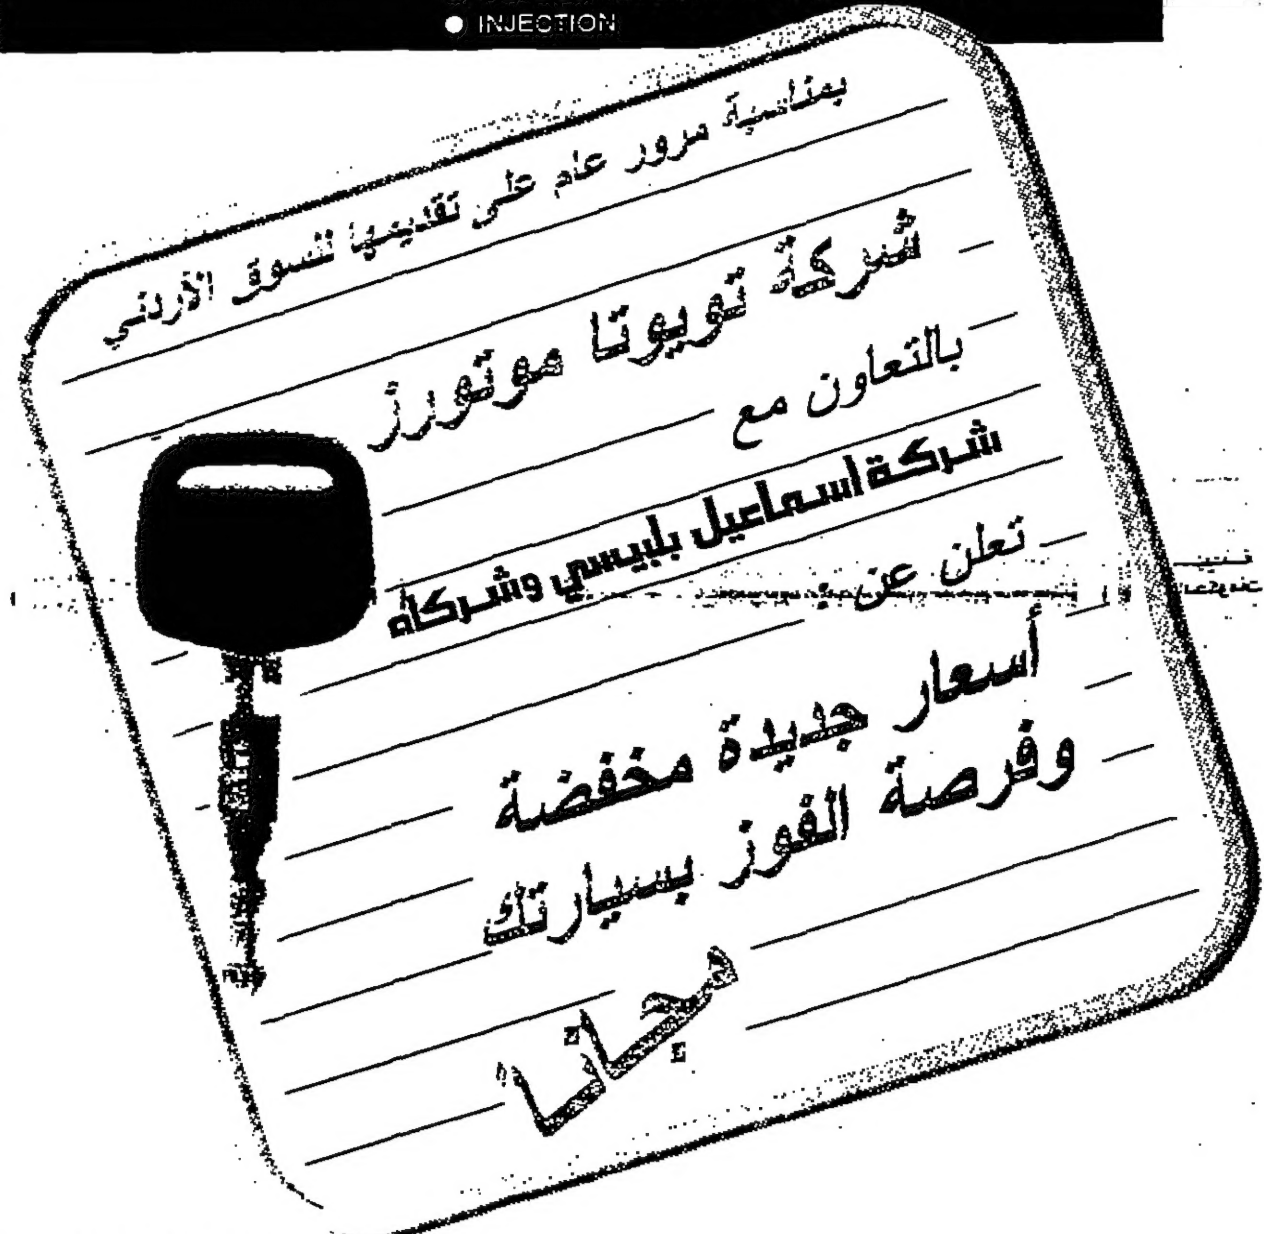 INJECTION
بمناسبة مرور عام على تقديمها للسوق الأردني
شركة تويوتا موتورز
بالتعاون مع
شركة اسماعيل بلبيسي وشركاه
تعلن عن
أسعار جديدة مخفضة
وفرصة الفوز بسيارتك
مجانا